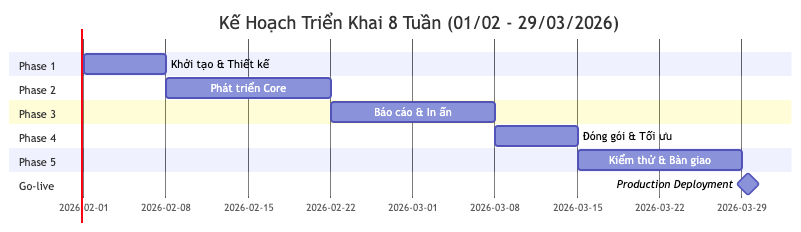 Kế Hoạch Triển Khai 8 Tuần (01/02 - 29/03/2026)
Phase 1 Khởi tạo & Thiết kế
Phase 2 Phát triển Core
Phase 3 Báo cáo & In ấn
Phase 4 Đóng gói & Tối ưu
Phase 5 Kiểm thử & Bàn giao
Go-live Production Deployment
2026-02-01 2026-02-08 2026-02-15 2026-02-22 2026-03-01 2026-03-08 2026-03-15 2026-03-22 2026-03-29